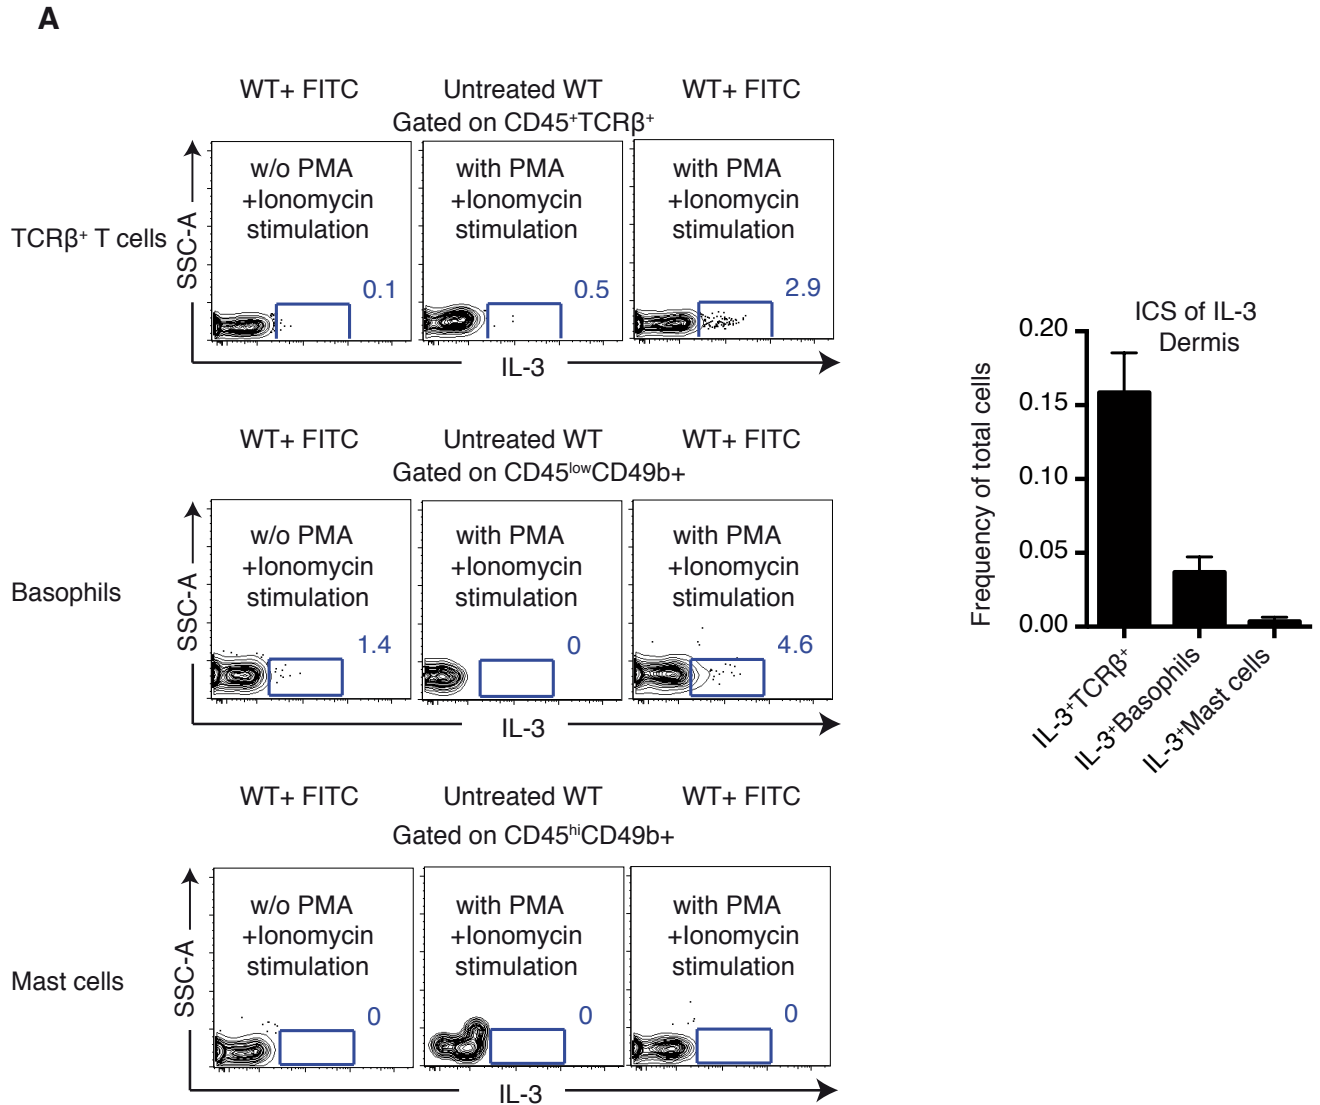 A
WT+ FITC
Untreated WT
WT+ FITC
Gated on CD45⁺TCRβ⁺
TCRβ⁺ T cells
SSC-A
w/o PMA
+Ionomycin
stimulation
0.1
with PMA
+Ionomycin
stimulation
0.5
with PMA
+Ionomycin
stimulation
2.9
IL-3
WT+ FITC
Untreated WT
WT+ FITC
Gated on CD45ˡᵒʷCD49b+
Basophils
SSC-A
w/o PMA
+Ionomycin
stimulation
1.4
with PMA
+Ionomycin
stimulation
0
with PMA
+Ionomycin
stimulation
4.6
IL-3
WT+ FITC
Untreated WT
WT+ FITC
Gated on CD45ʰⁱCD49b+
Mast cells
SSC-A
w/o PMA
+Ionomycin
stimulation
0
with PMA
+Ionomycin
stimulation
0
with PMA
+Ionomycin
stimulation
0
IL-3
ICS of IL-3
Dermis
Frequency of total cells
0.20
0.15
0.10
0.05
0.00
IL-3⁺TCRβ⁺
IL-3⁺Basophils
IL-3⁺Mast cells